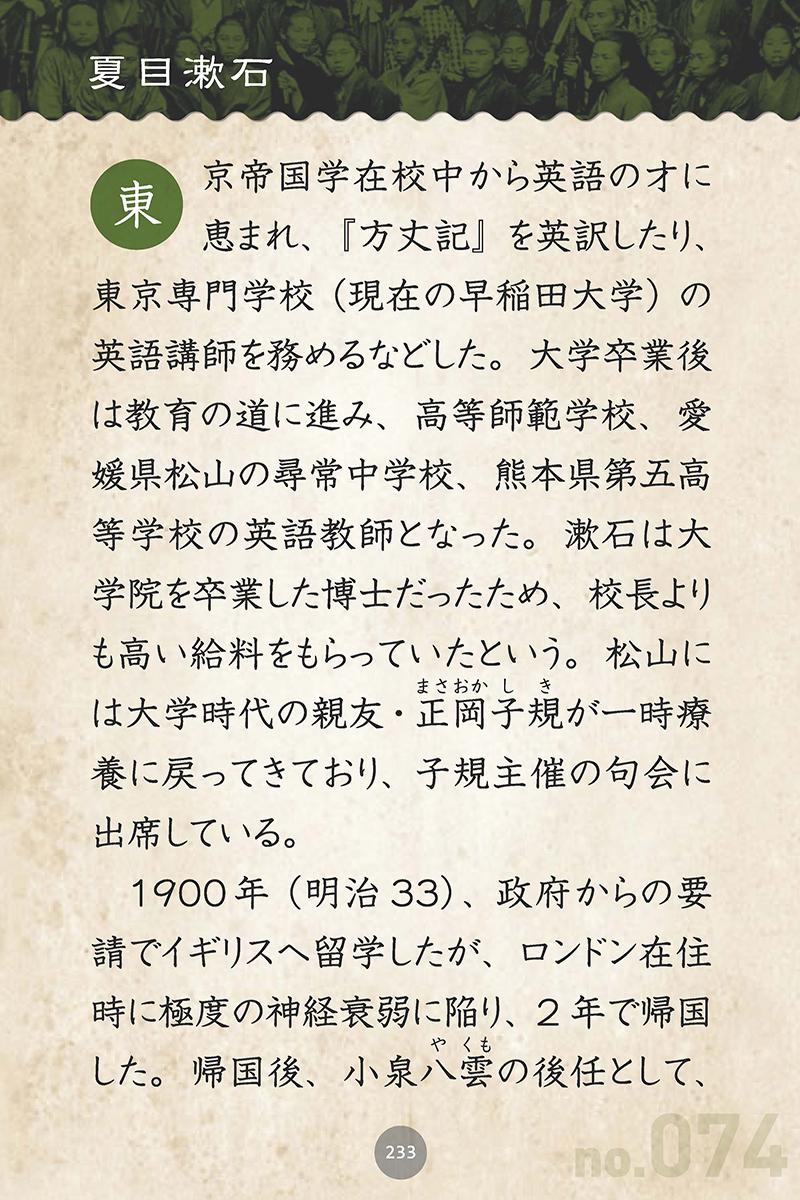 夏目漱石
東京帝国学在校中から英語の才に
恵まれ、『方丈記』を英訳したり、
東京専門学校（現在の早稲田大学）の
英語講師を務めるなどした。大学卒業後
は教育の道に進み、高等師範学校、愛
媛県松山の尋常中学校、熊本県第五高
等学校の英語教師となった。漱石は大
学院を卒業した博士だったため、校長より
も高い給料をもらっていたという。松山に
まさおか し き
は大学時代の親友・正岡子規が一時療
養に戻ってきており、子規主催の句会に
出席している。
1900年（明治33）、政府からの要
請でイギリスへ留学したが、ロンドン在住
時に極度の神経衰弱に陥り、2年で帰国
や くも
した。帰国後、小泉八雲の後任として、
233
no.074